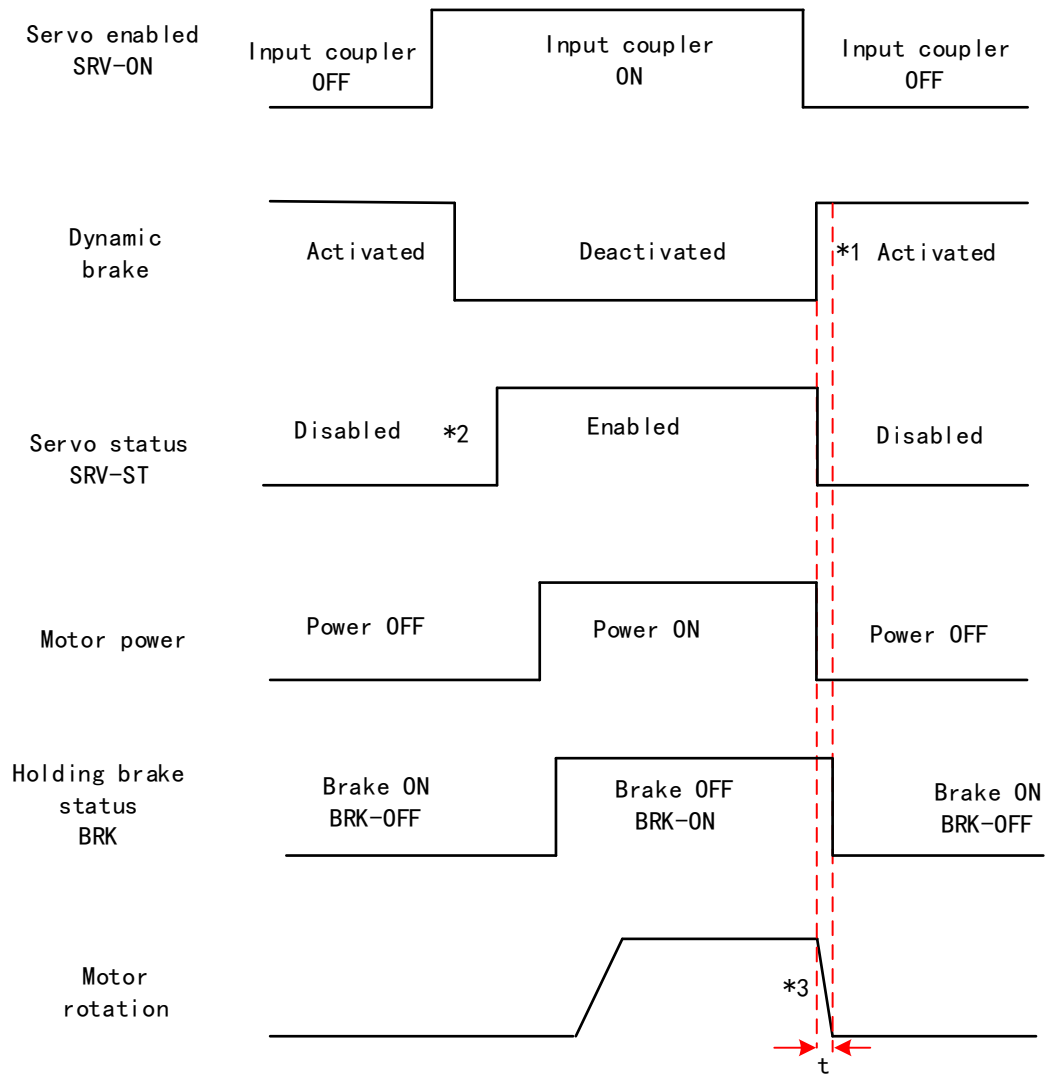 Servo enabled
SRV-ON
Input coupler
OFF
Input coupler
ON
Input coupler
OFF
Dynamic
brake
Activated
Deactivated
*1 Activated
Servo status
SRV-ST
Disabled
*2
Enabled
Disabled
Motor power
Power OFF
Power ON
Power OFF
Holding brake
status
BRK
Brake ON
BRK-OFF
Brake OFF
BRK-ON
Brake ON
BRK-OFF
Motor
rotation
*3
t